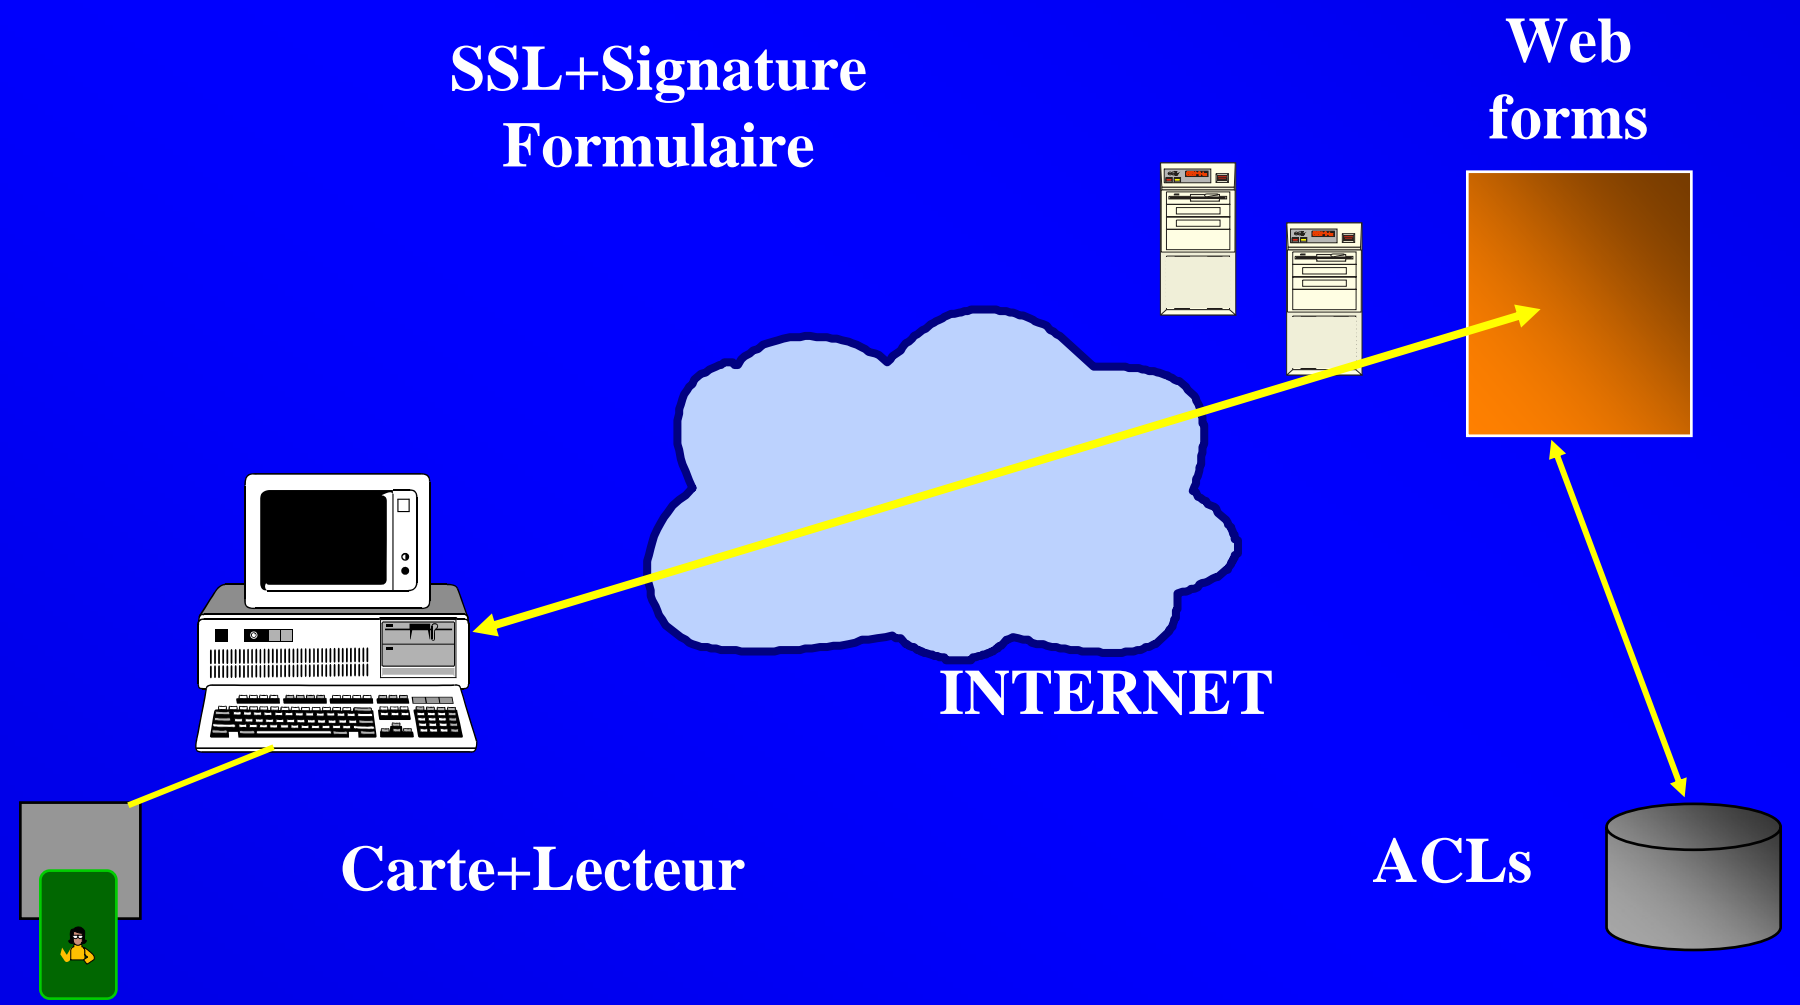 SSL+Signature
Formulaire
Web
forms
INTERNET
Carte+Lecteur
ACLs